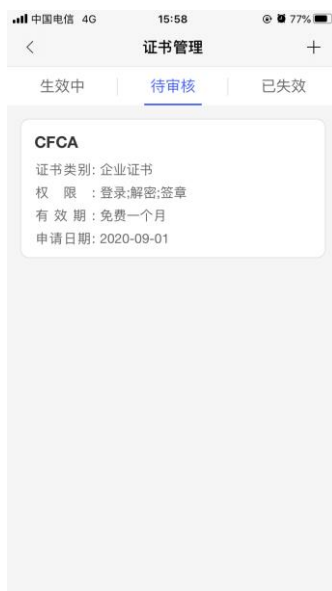 中国电信 4G 15:58 77%
证书管理
生效中 待审核 已失效
CFCA
证书类别: 企业证书
权 限 : 登录;解密;签章
有 效 期 : 免费一个月
申请日期: 2020-09-01